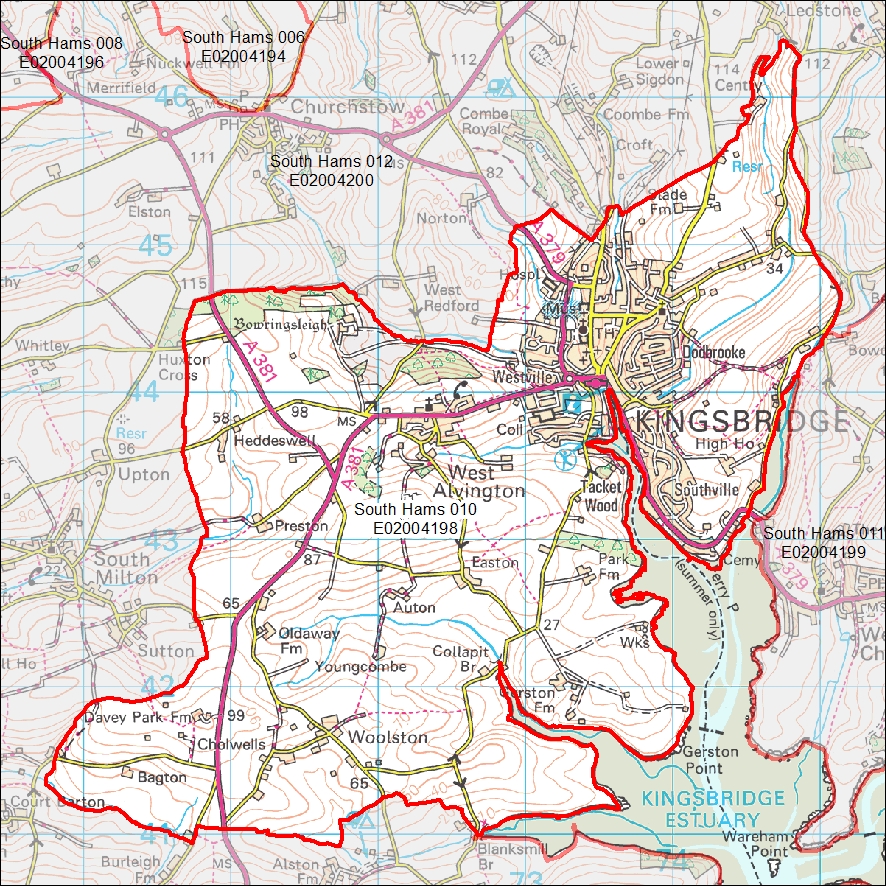 Ledstone
South Hams 008
E02004196
South Hams 006
E02004194
Merrifield
46
MS
P
PH
Churchstow
A 381
112
Combe
Royal
Lower
Sigdon
114
112
Coombe Fm
Croft
South Hams 012
E02004200
111
MS
82
Resr
Elston
Norton
Fm
A 379
45
34
115
Hospl
West
Redford
Mus
Bowringsleigh
Whitley
Huxton
Cross
A 381
Dodbrooke
Westville
44
58
98
MS
Coll
KINGSBRIDGE
Resr
96
Heddeswell
High Ho
Upton
A 381
West
Alvington
Tacket
Wood
Southville
South Hams 010
E02004198
43
Preston
South Hams 011
E02004199
South
Milton
22
87
Easton
Park
Fm
Cemy
379
Ferry P
(summer only)
65
Auton
27
Oldaway
Fm
Wks
Sutton
Youngcombe
Collapit
Br
42
Gerston
Fm
Davey Park Fm
99
Cholwells
Woolston
Gerston
Point
Bagton
65
Court Barton
KINGSBRIDGE
ESTUARY
41
Wareham
Point
Burleigh
Fm
MS
Alston
Fm
Blanksmill
Br
73
74